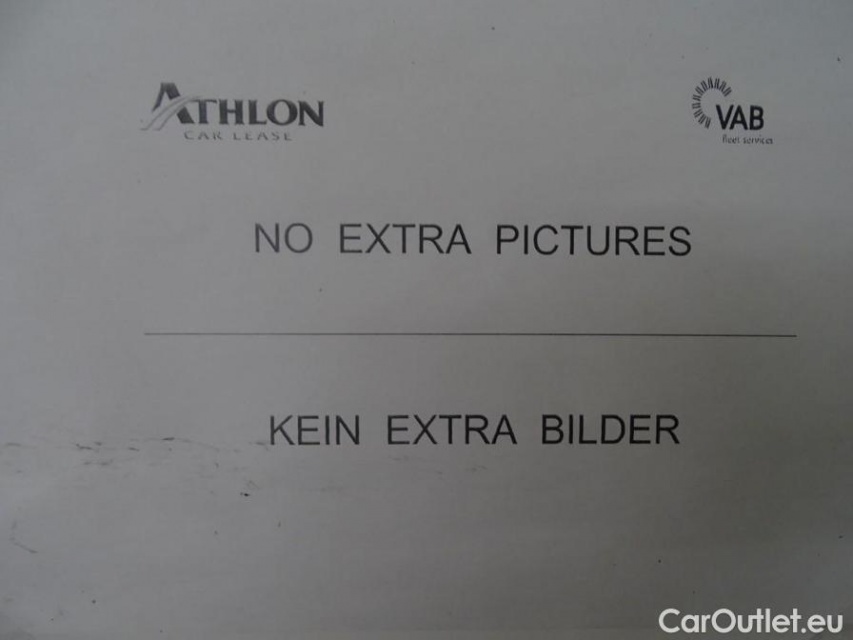 ATHLON
CAR LEASE
VAB
fleet services
NO EXTRA PICTURES
KEIN EXTRA BILDER
CarOutlet.eu